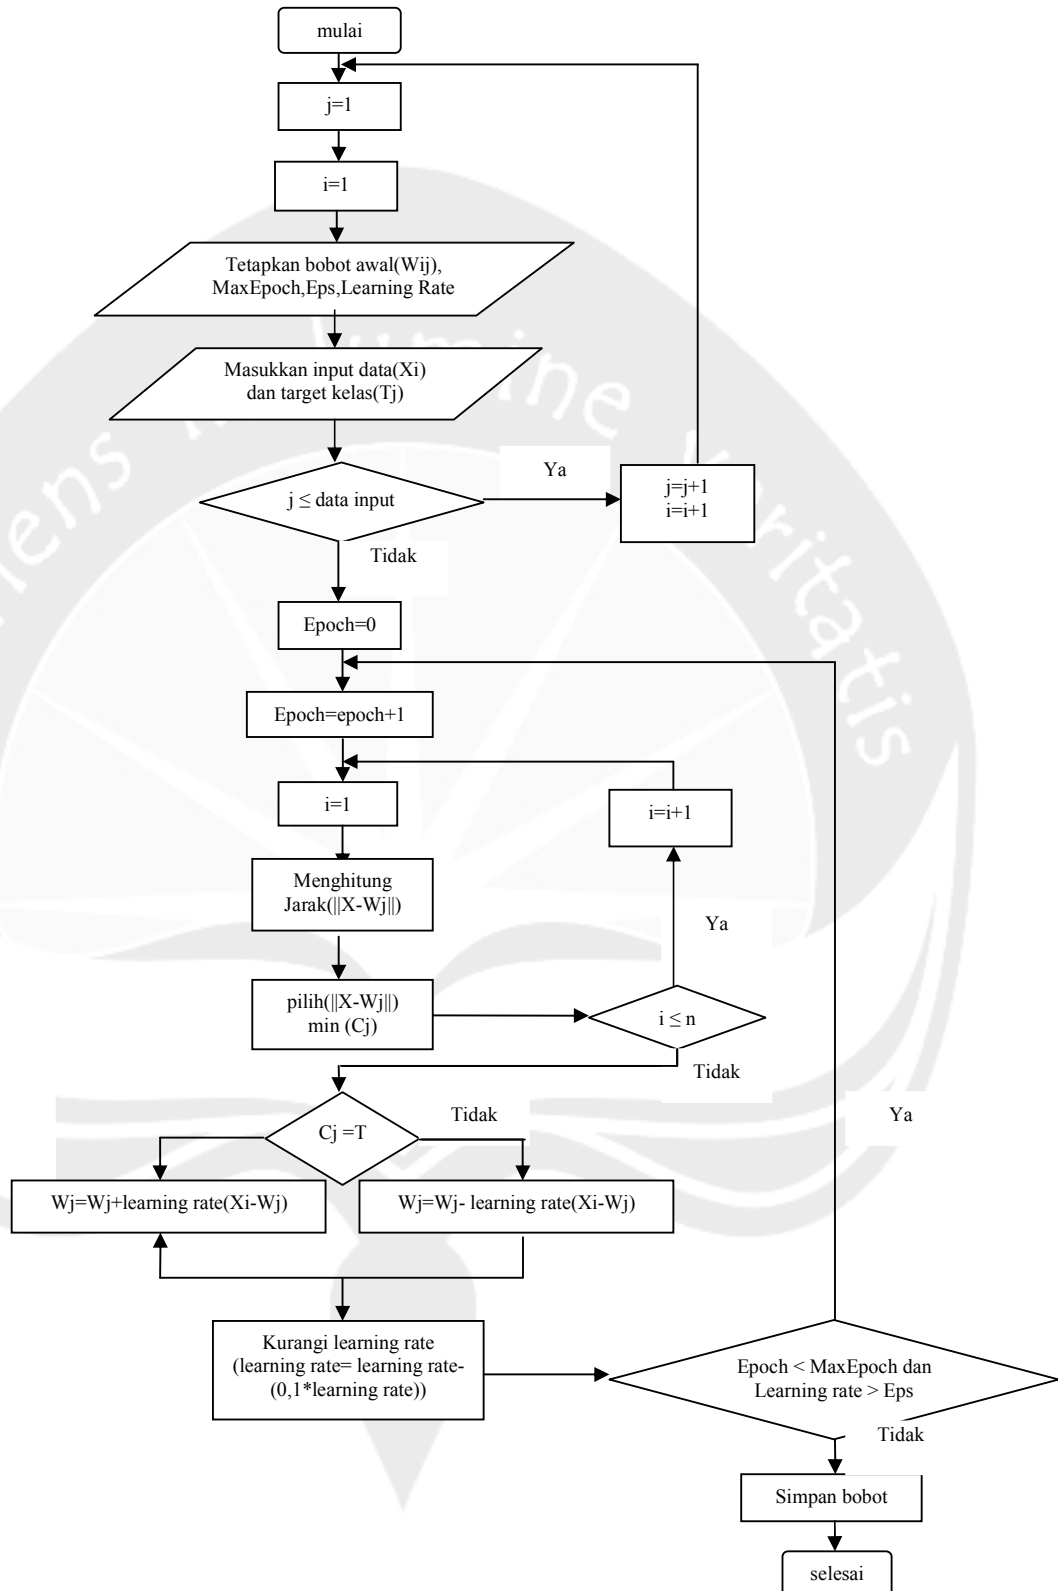 mulai
j=1
i=1
Tetapkan bobot awal(Wij),
MaxEpoch,Eps,Learning Rate
Masukkan input data(Xi)
dan target kelas(Tj)
j ≤ data input
Ya
j=j+1
i=i+1
Tidak
Epoch=0
Epoch=epoch+1
i=1
i=i+1
Menghitung
Jarak(||X-Wj||)
Ya
pilih(||X-Wj||)
min (Cj)
i ≤ n
Tidak
Cj =T
Tidak
Ya
Wj=Wj+learning rate(Xi-Wj)
Wj=Wj- learning rate(Xi-Wj)
Kurangi learning rate
(learning rate= learning rate-
(0,1*learning rate))
Epoch < MaxEpoch dan
Learning rate > Eps
Tidak
Simpan bobot
selesai
lumine veritatis